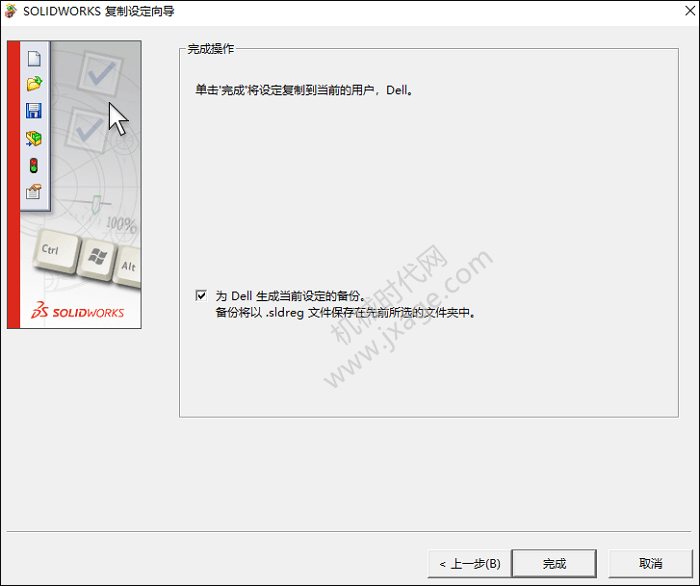 SOLIDWORKS 复制设定向导
完成操作
单击'完成'将设定复制到当前的用户，Dell。
100%
Ctrl
Alt
SOLIDWORKS
为 Dell 生成当前设定的备份。
备份将以 .sldreg 文件保存在先前所选的文件夹中。
机械时代网
www.jxage.com
< 上一步(B)
完成
取消